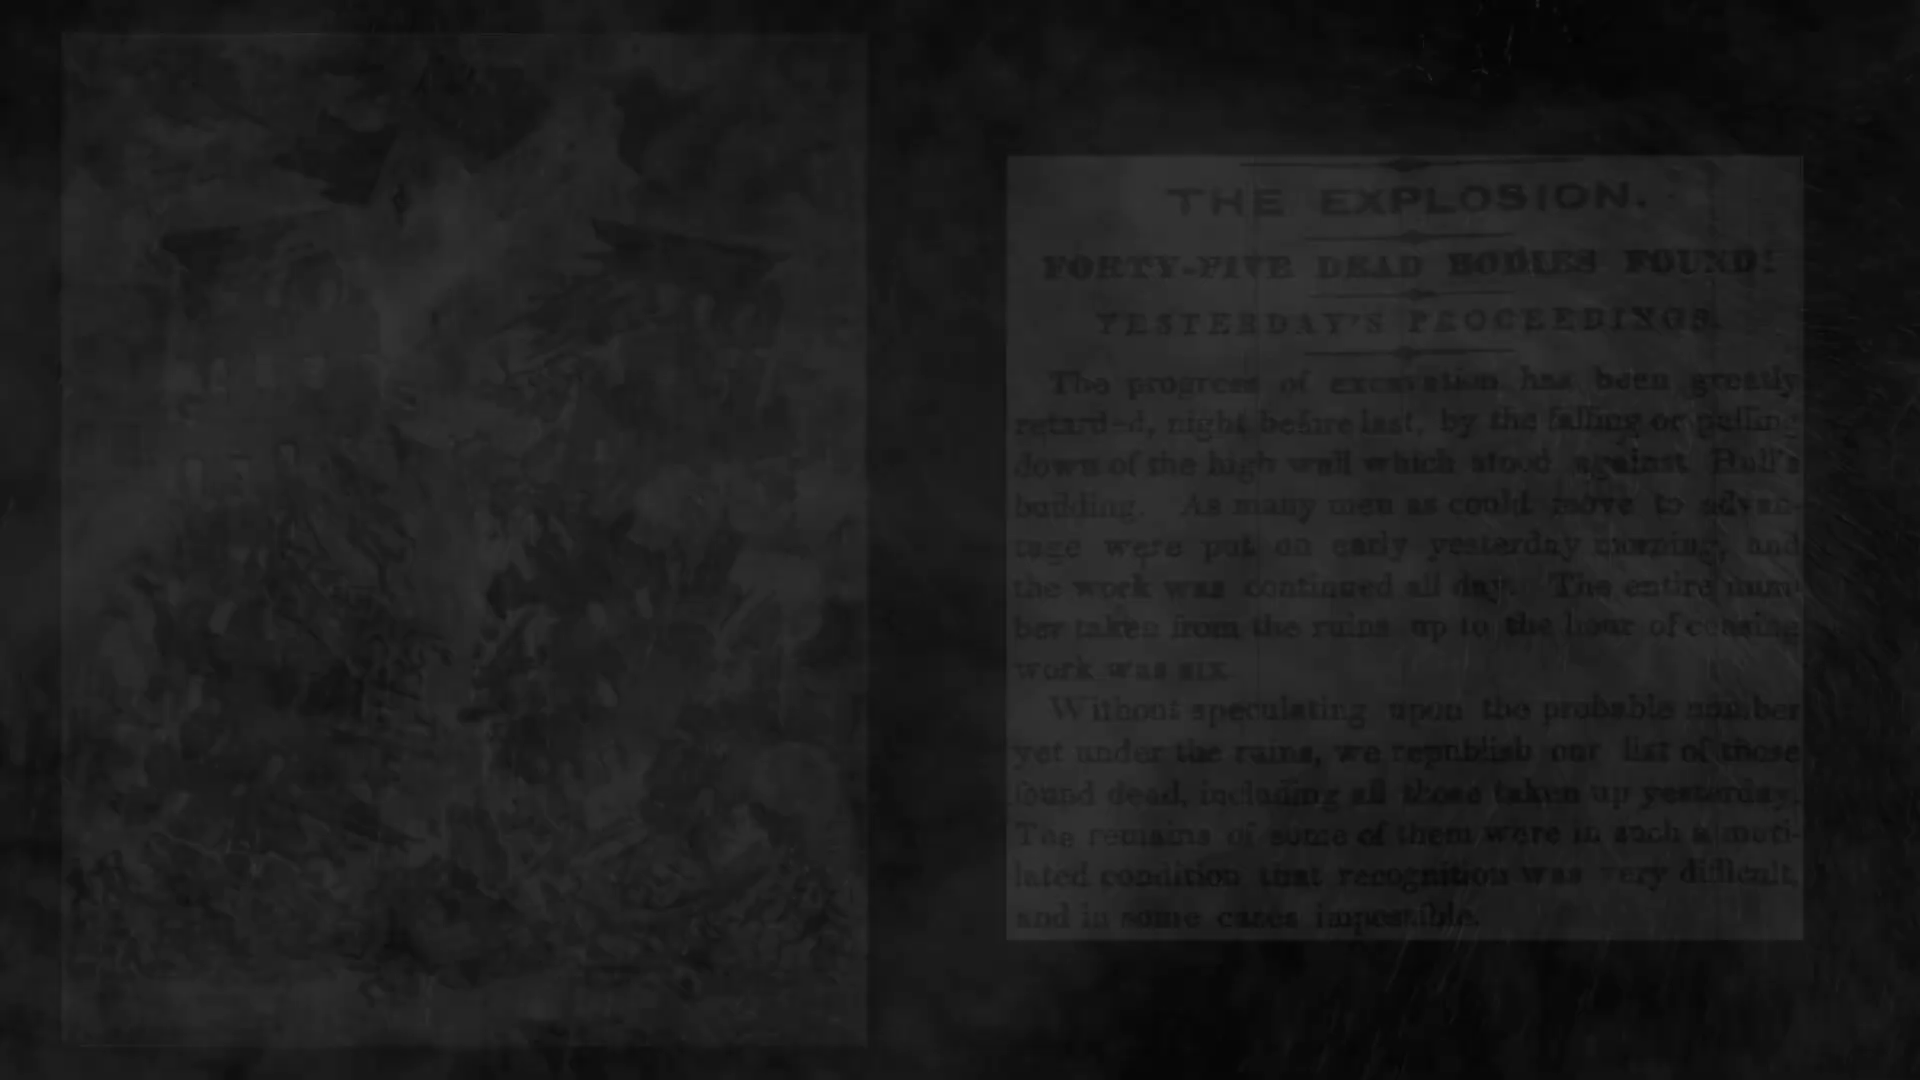 THE EXPLOSION.
FORTY-FIVE DEAD BODIES FOUND!
YESTERDAY'S PROCEEDINGS.
The progress of excavation has been greatly
retarded, night before last, by the falling or pulling
down of the high wall which stood against Hull's
building. As many men as could move to advan-
tage were put on early yesterday morning, and
the work was continued all day. The entire num-
ber taken from the ruins up to the hour of ceasing
work was six.
Without speculating upon the probable number
yet under the ruins, we republish our list of those
found dead, including all those taken up yesterday.
The remains of some of them were in such a muti-
lated condition that recognition was very difficult,
and in some cases impossible.